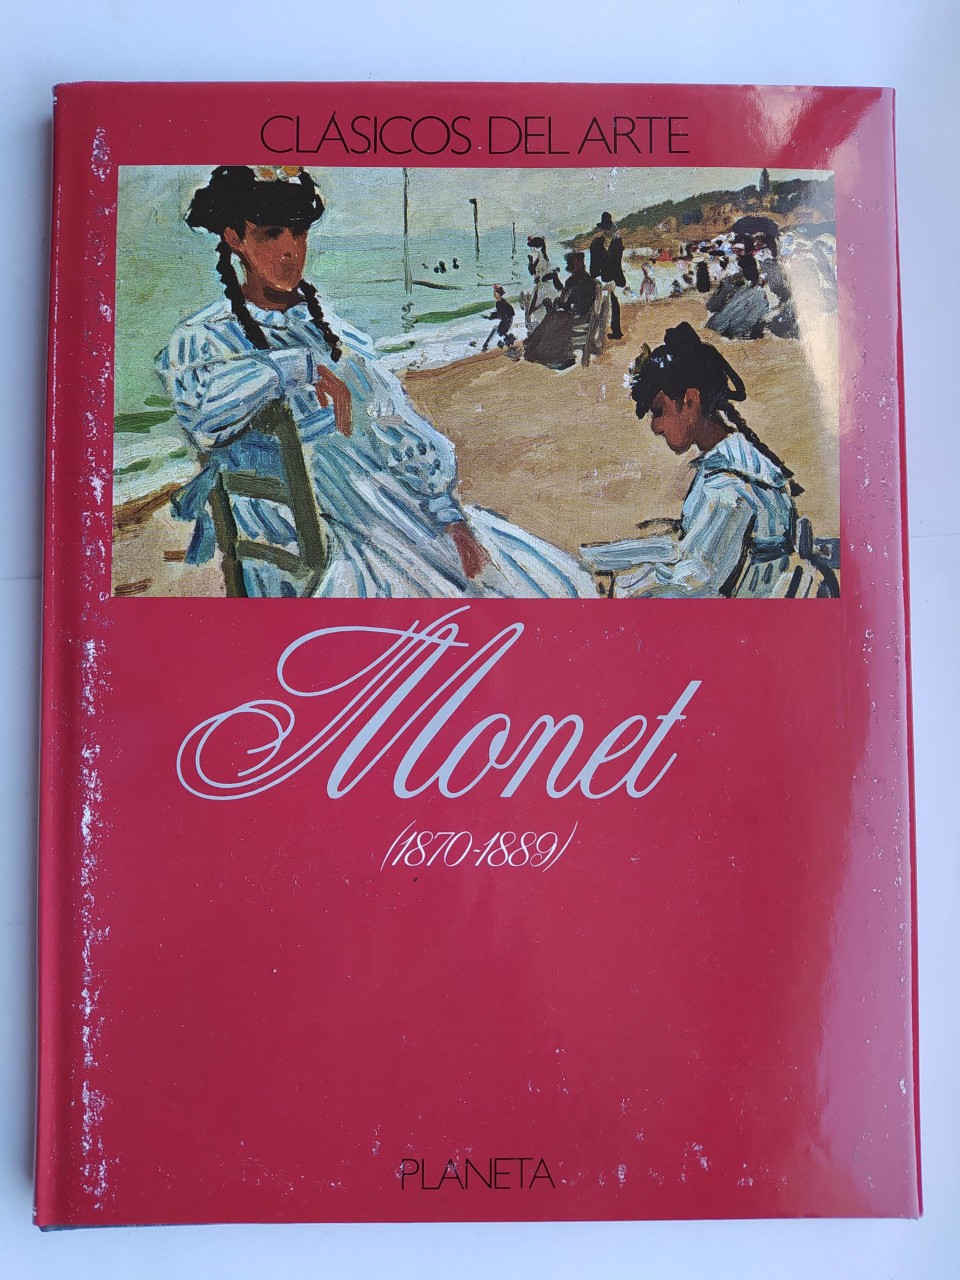 CLÁSICOS DEL ARTE
Monet
(1870-1889)
PLANETA